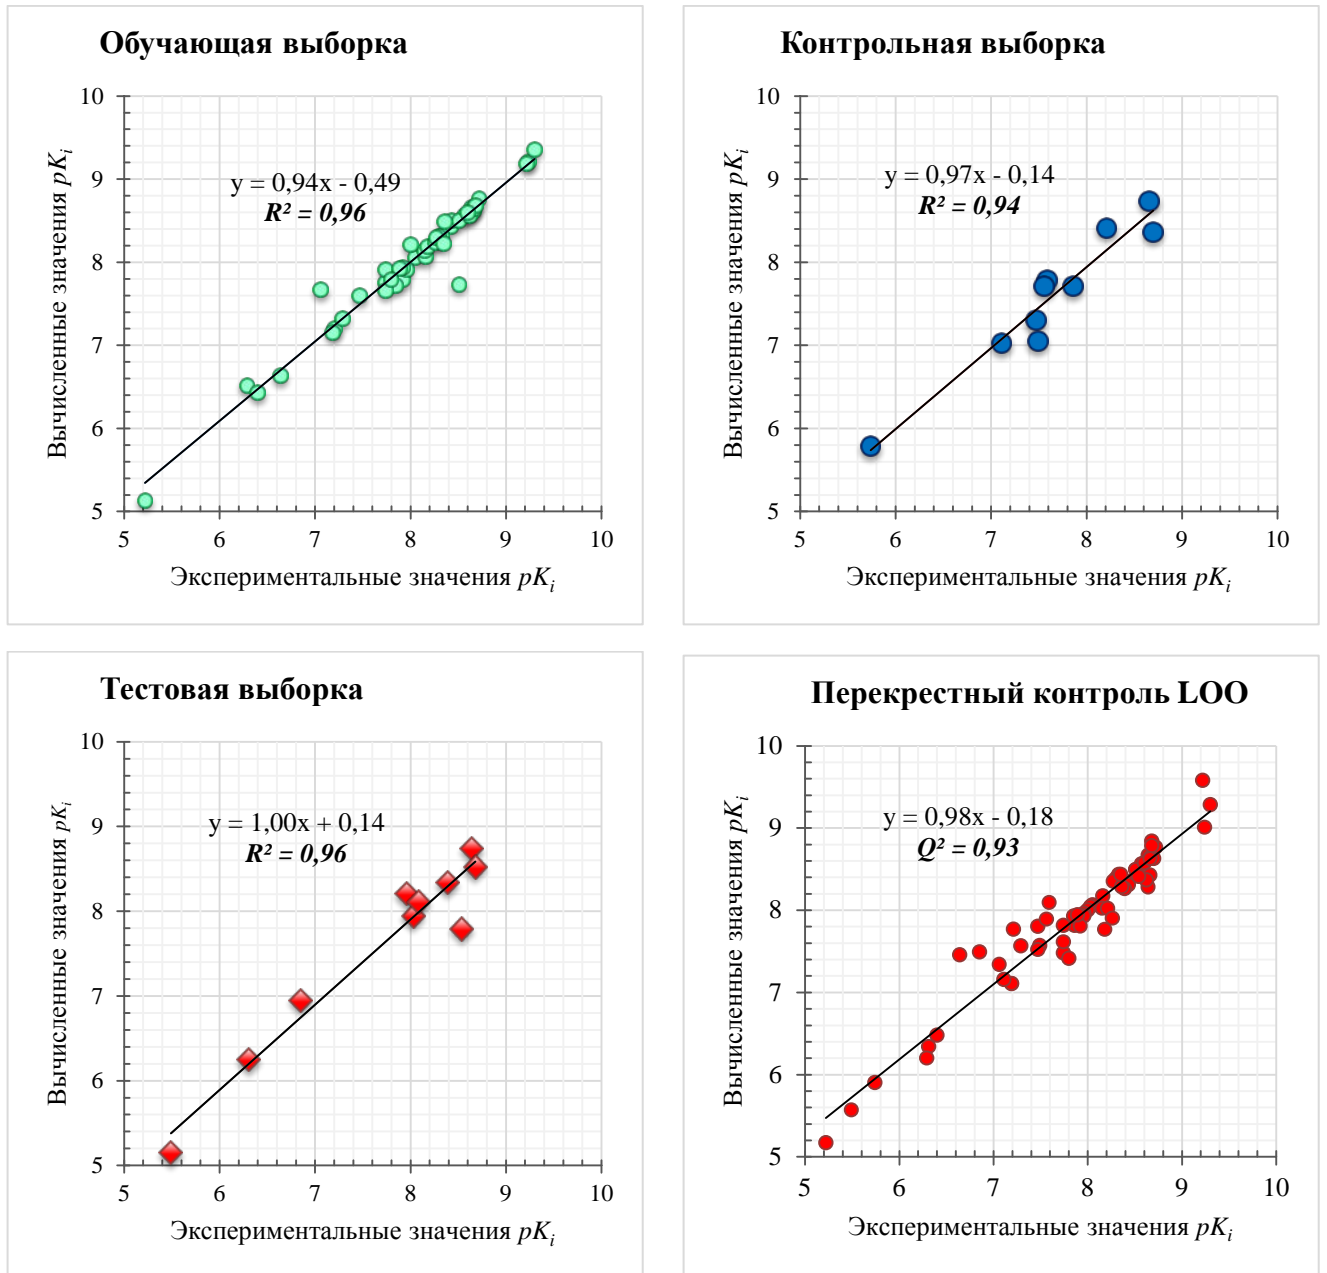 Обучающая выборка
10
9
8
7
6
5
Вычисленные значения pKi
y = 0,94x - 0,49
R² = 0,96
5 6 7 8 9 10
Экспериментальные значения pKi
Контрольная выборка
10
9
8
7
6
5
Вычисленные значения pKi
y = 0,97x - 0,14
R² = 0,94
5 6 7 8 9 10
Экспериментальные значения pKi
Тестовая выборка
10
9
8
7
6
5
Вычисленные значения pKi
y = 1,00x + 0,14
R² = 0,96
5 6 7 8 9 10
Экспериментальные значения pKi
Перекрестный контроль LOO
10
9
8
7
6
5
Вычисленные значения pKi
y = 0,98x - 0,18
Q² = 0,93
5 6 7 8 9 10
Экспериментальные значения pKi